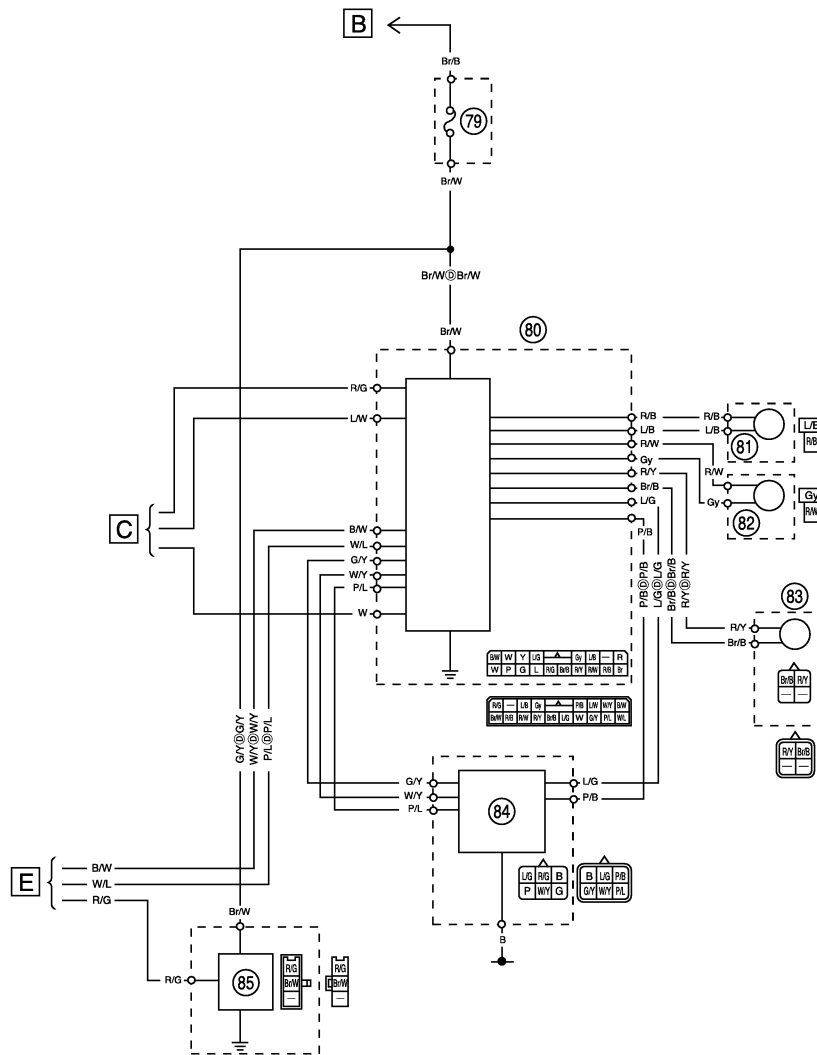 B
Br/B
79
Br/W
Br/WⒹBr/W
Br/W
80
R/G
L/W
R/B R/B
L/B L/B
81
L/B
R/B
R/W
R/W
Gy
Gy
82
Gy
R/W
R/Y
Br/B
L/G
P/B
C
B/W
W/L
G/Y
W/Y
P/L
W
P/BⒹP/B
L/GⒹL/G
Br/BⒹBr/B
R/YⒹR/Y
83
R/Y
Br/B
Br/B R/Y
— —
B/W W Y L/G Gy L/B — R
W P G L R/G Br/B R/Y R/W R/B Br
R/G — L/B Gy P/B L/W W/Y B/W
Br/W R/B R/W R/Y Br/B L/G W G/Y P/L W/L
R/Y Br/B
— —
G/YⒹG/Y
W/YⒹW/Y
P/LⒹP/L
G/Y
W/Y
P/L
84
L/G
P/B
L/G R/G B
P W/Y G
B L/G P/B
G/Y W/Y P/L
B
E
B/W
W/L
R/G
Br/W
R/G
85
R/G
Br/W
—
R/G
Br/W
—